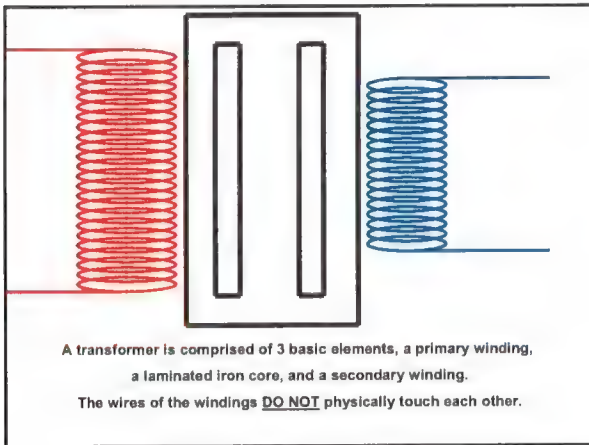 A transformer is comprised of 3 basic elements, a primary winding,
a laminated iron core, and a secondary winding.
The wires of the windings DO NOT physically touch each other.